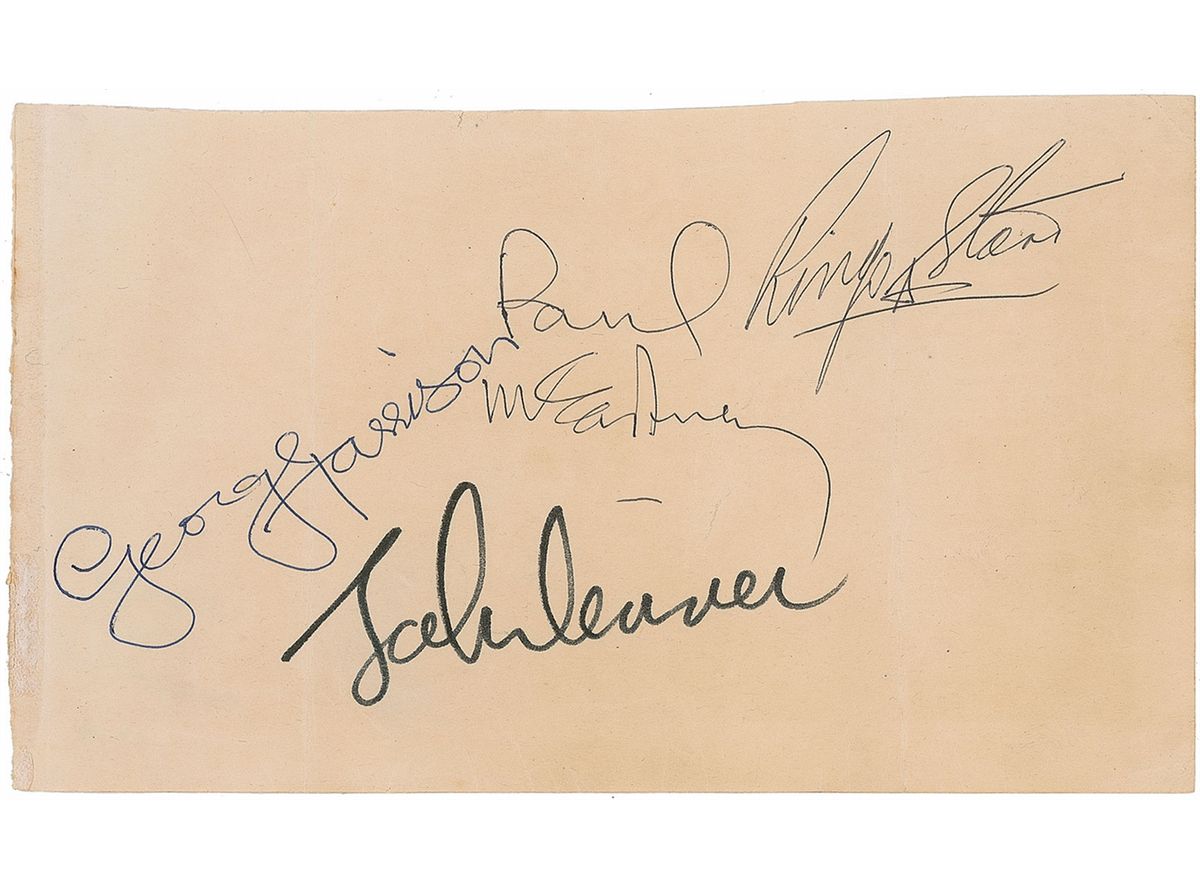 Ringo Starr
Paul
McCartney
George Harrison
John Lennon